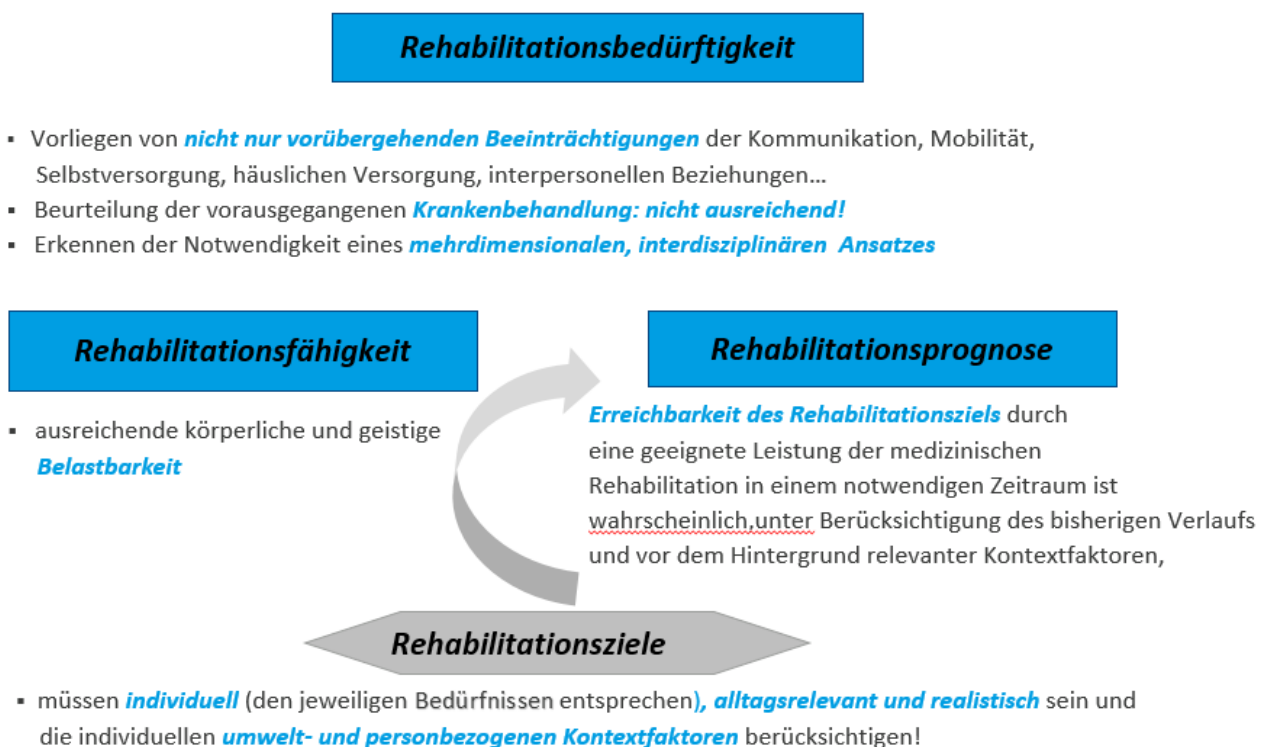 Rehabilitationsbedürftigkeit
▪ Vorliegen von nicht nur vorübergehenden Beeinträchtigungen der Kommunikation, Mobilität,
Selbstversorgung, häuslichen Versorgung, interpersonellen Beziehungen…
▪ Beurteilung der vorausgegangenen Krankenbehandlung: nicht ausreichend!
▪ Erkennen der Notwendigkeit eines mehrdimensionalen, interdisziplinären Ansatzes
Rehabilitationsfähigkeit
▪ ausreichende körperliche und geistige
Belastbarkeit
Rehabilitationsprognose
Erreichbarkeit des Rehabilitationsziels durch
eine geeignete Leistung der medizinischen
Rehabilitation in einem notwendigen Zeitraum ist
wahrscheinlich,unter Berücksichtigung des bisherigen Verlaufs
und vor dem Hintergrund relevanter Kontextfaktoren,
Rehabilitationsziele
▪ müssen individuell (den jeweiligen Bedürfnissen entsprechen), alltagsrelevant und realistisch sein und
die individuellen umwelt- und personbezogenen Kontextfaktoren berücksichtigen!